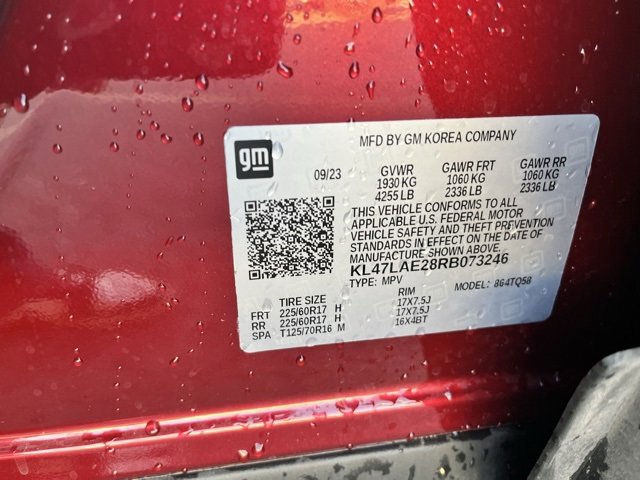 gm
MFD BY GM KOREA COMPANY
09/23 GVWR GAWR FRT GAWR RR
1930 KG 1060 KG 1060 KG
4255 LB 2336 LB 2336 LB
THIS VEHICLE CONFORMS TO ALL
APPLICABLE U.S. FEDERAL MOTOR
VEHICLE SAFETY AND THEFT PREVENTION
STANDARDS IN EFFECT ON THE DATE OF
MANUFACTURE SHOWN ABOVE.
KL47LAE28RB073246
TYPE: MPV MODEL: 864TQ58
TIRE SIZE RIM
FRT 225/60R17 H 17X7.5J
RR 225/60R17 H 17X7.5J
SPA T125/70R16 M 16X4BT